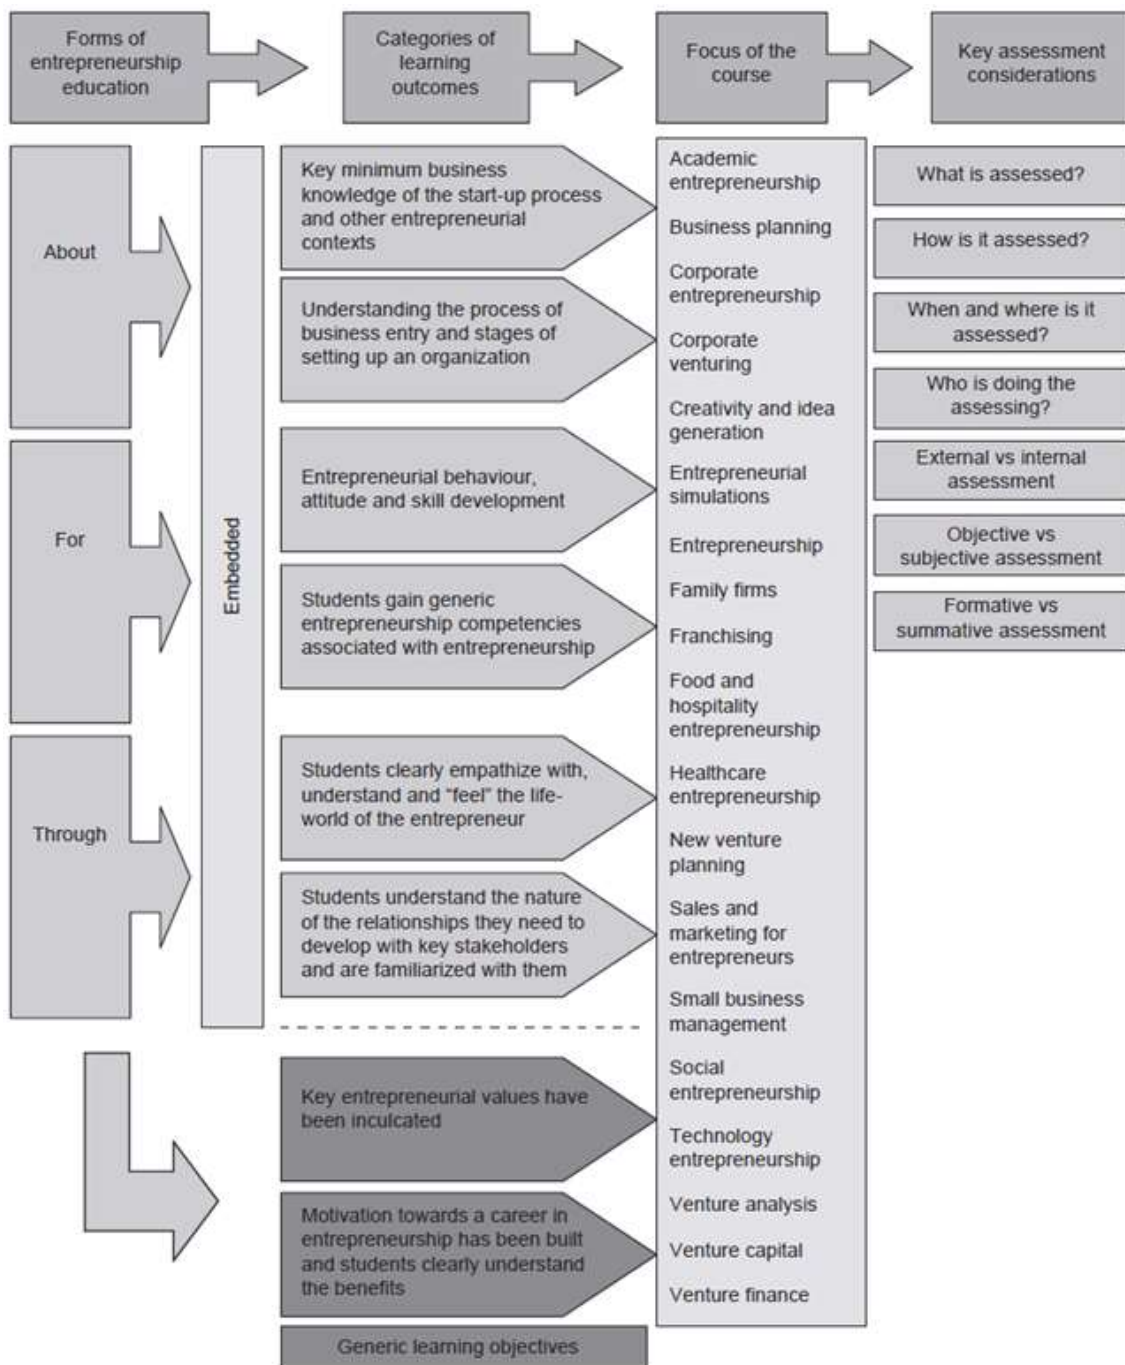 Forms of
entrepreneurship
education
Categories of
learning
outcomes
Focus of the
course
Key assessment
considerations
About
For
Through
Embedded
Key minimum business
knowledge of the start-up process
and other entrepreneurial
contexts
Understanding the process of
business entry and stages of
setting up an organization
Entrepreneurial behaviour,
attitude and skill development
Students gain generic
entrepreneurship competencies
associated with entrepreneurship
Students clearly empathize with,
understand and “feel” the life-
world of the entrepreneur
Students understand the nature
of the relationships they need to
develop with key stakeholders
and are familiarized with them
Key entrepreneurial values have
been inculcated
Motivation towards a career in
entrepreneurship has been built
and students clearly understand
the benefits
Generic learning objectives
Academic
entrepreneurship
Business planning
Corporate
entrepreneurship
Corporate
venturing
Creativity and idea
generation
Entrepreneurial
simulations
Entrepreneurship
Family firms
Franchising
Food and
hospitality
entrepreneurship
Healthcare
entrepreneurship
New venture
planning
Sales and
marketing for
entrepreneurs
Small business
management
Social
entrepreneurship
Technology
entrepreneurship
Venture analysis
Venture capital
Venture finance
What is assessed?
How is it assessed?
When and where is it
assessed?
Who is doing the
assessing?
External vs internal
assessment
Objective vs
subjective assessment
Formative vs
summative assessment